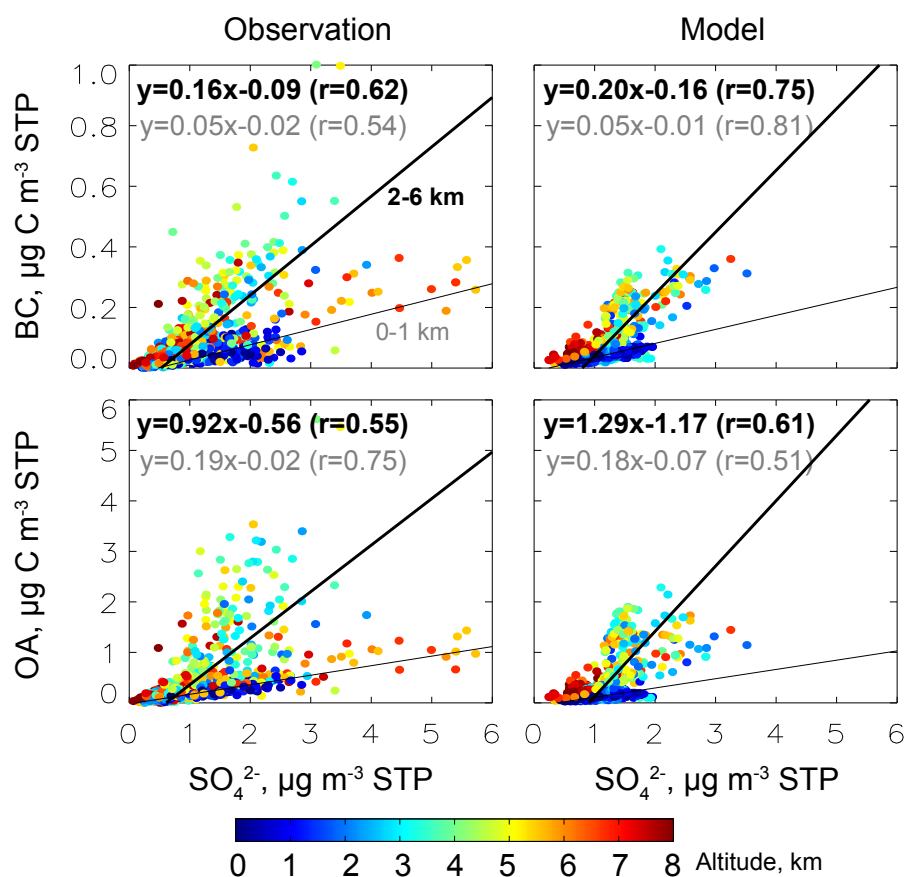 Observation Model
1.0 y=0.16x-0.09 (r=0.62) y=0.20x-0.16 (r=0.75)
y=0.05x-0.02 (r=0.54) y=0.05x-0.01 (r=0.81)
0.8
BC, µg C m⁻³ STP
0.6
2-6 km
0.4
0.2
0-1 km
0.0
6 y=0.92x-0.56 (r=0.55) y=1.29x-1.17 (r=0.61)
y=0.19x-0.02 (r=0.75) y=0.18x-0.07 (r=0.51)
5
4
OA, µg C m⁻³ STP
3
2
1
0
0 1 2 3 4 5 6 0 1 2 3 4 5 6
SO₄²⁻, µg m⁻³ STP SO₄²⁻, µg m⁻³ STP
0 1 2 3 4 5 6 7 8 Altitude, km